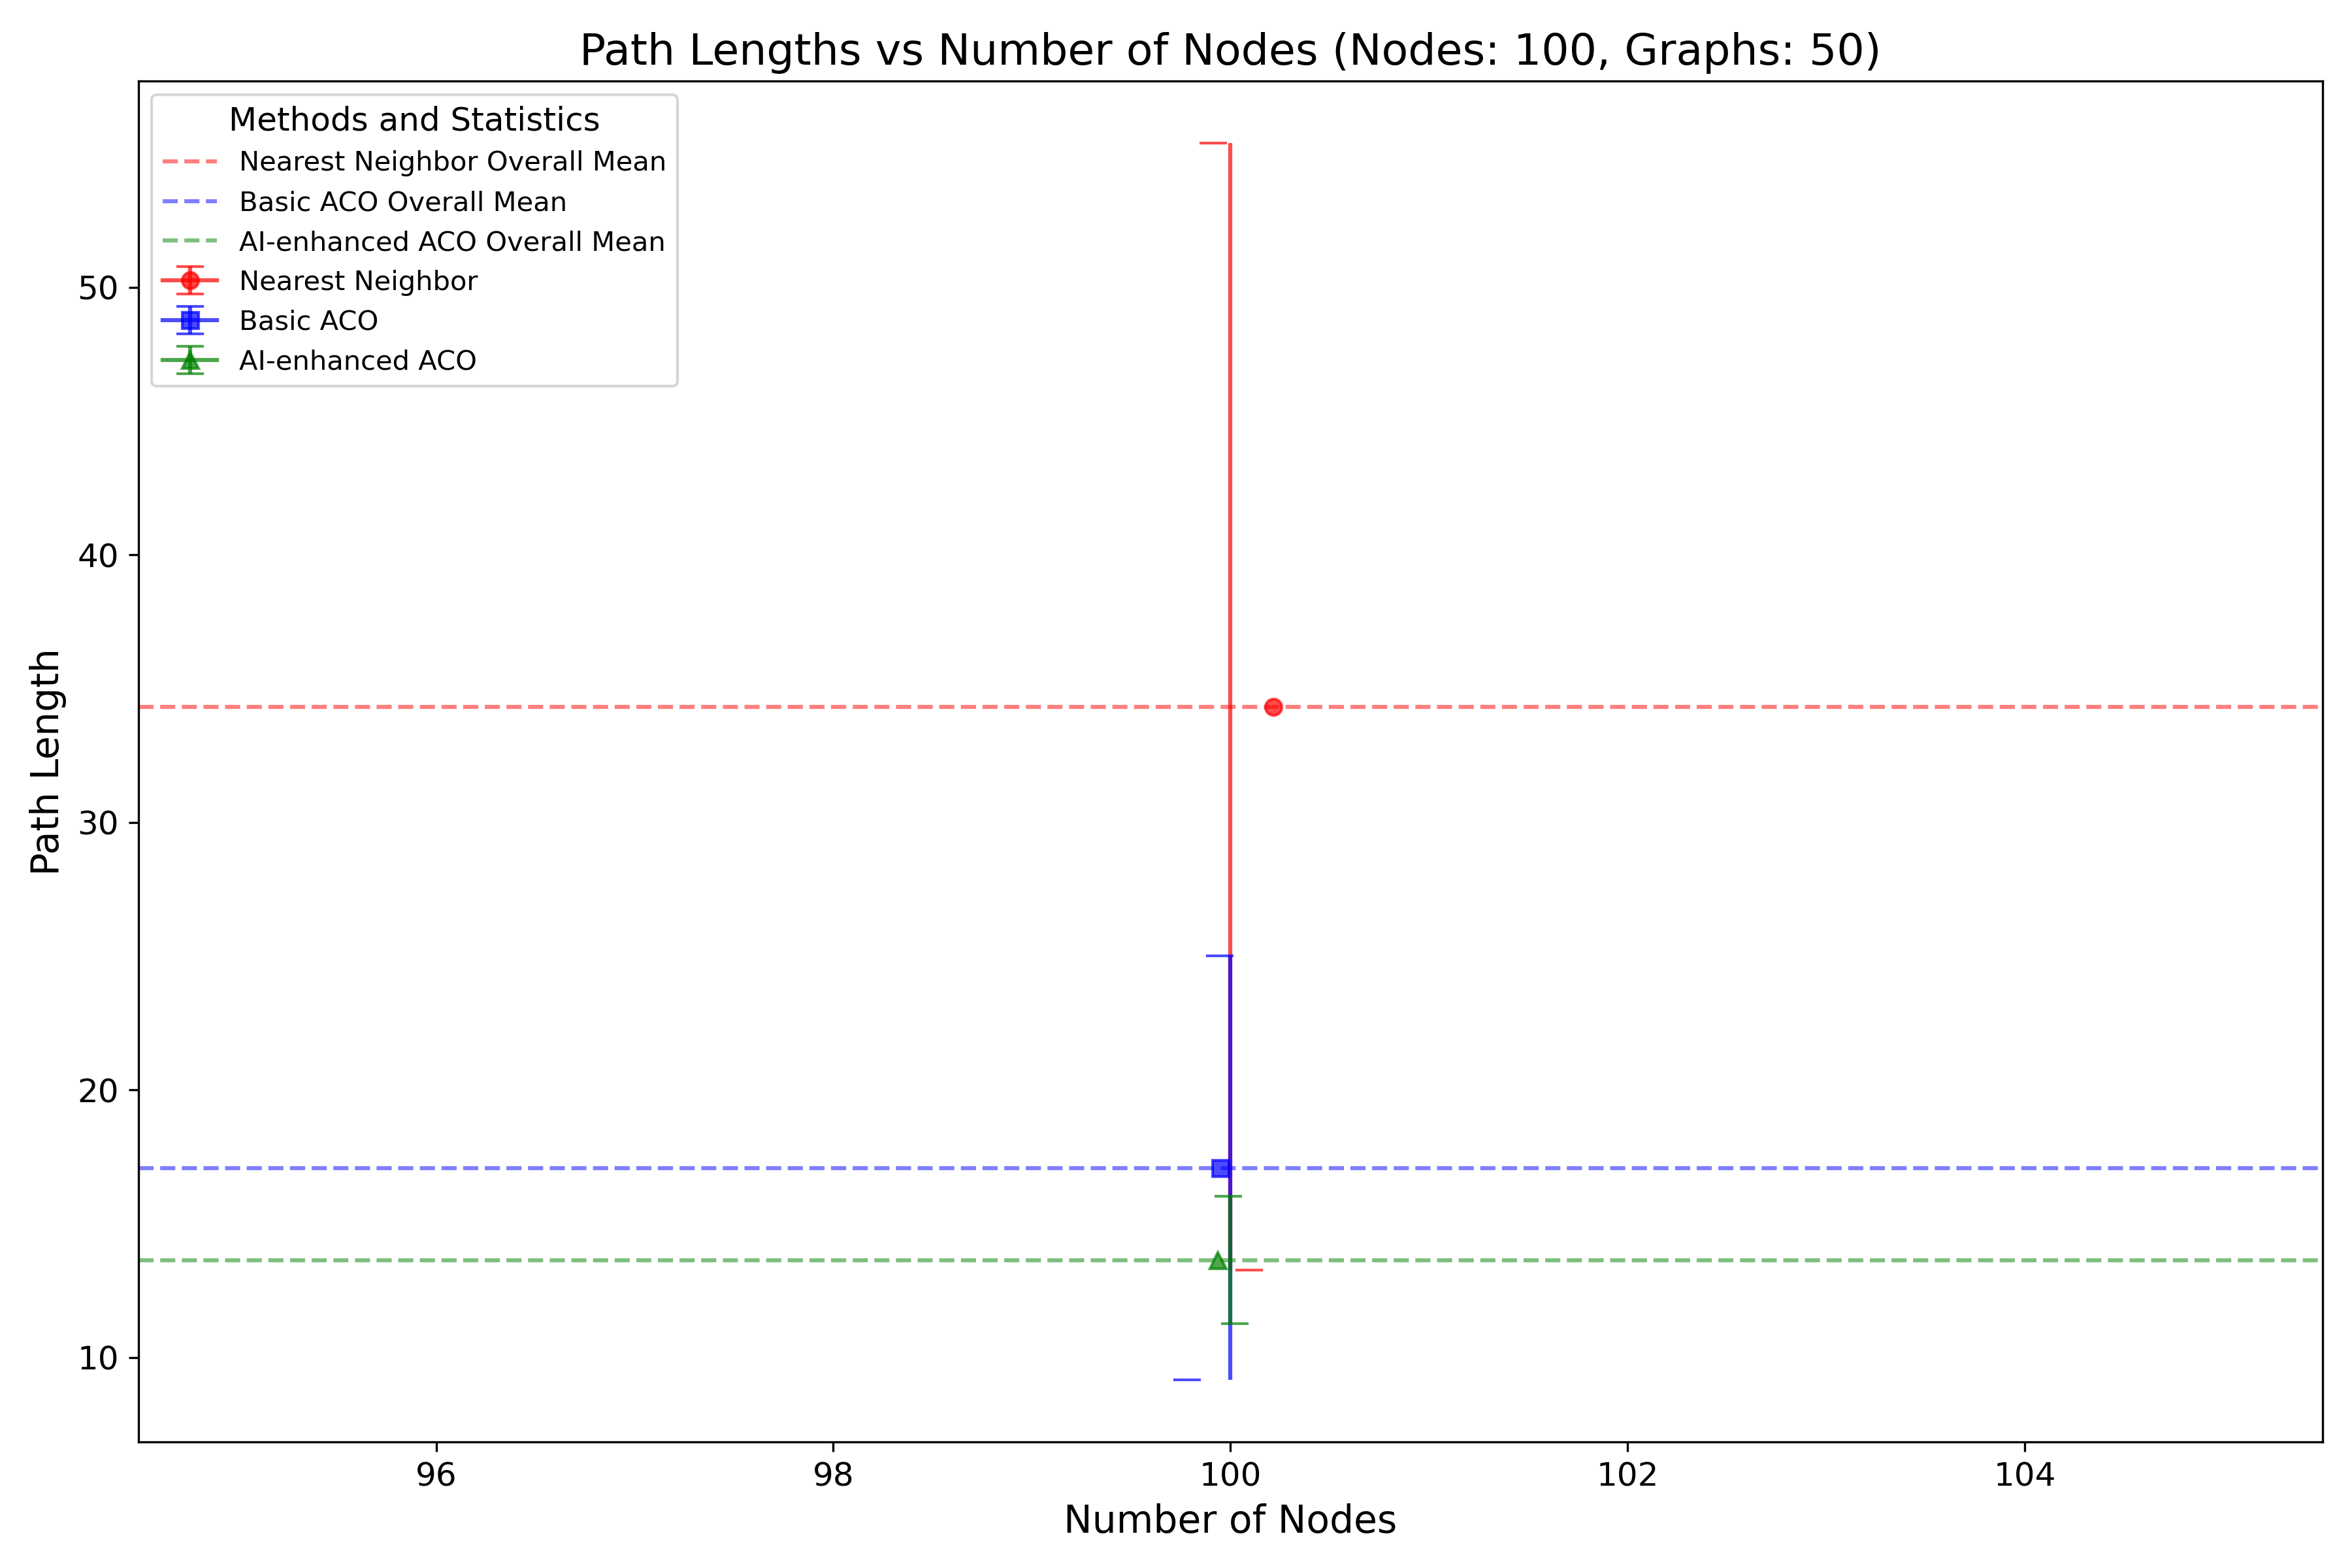 Path Lengths vs Number of Nodes (Nodes: 100, Graphs: 50)
Methods and Statistics
Nearest Neighbor Overall Mean
Basic ACO Overall Mean
AI-enhanced ACO Overall Mean
Nearest Neighbor
Basic ACO
AI-enhanced ACO
Path Length
50
40
30
20
10
96
98
100
102
104
Number of Nodes